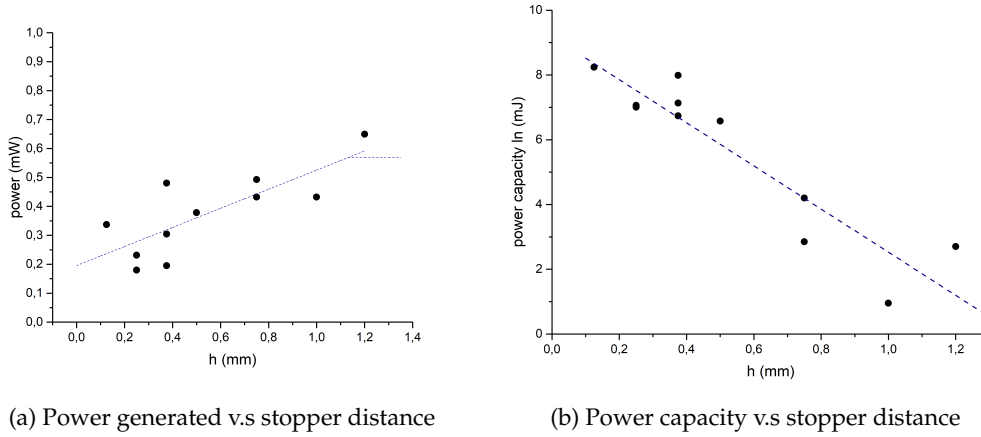 1,0
0,9
0,8
0,7
0,6
0,5
0,4
0,3
0,2
0,1
0,0
power (mW)
0,0 0,2 0,4 0,6 0,8 1,0 1,2 1,4
h (mm)
(a) Power generated v.s stopper distance
10
8
6
4
2
0
power capacity ln (mJ)
0,0 0,2 0,4 0,6 0,8 1,0 1,2
h (mm)
(b) Power capacity v.s stopper distance